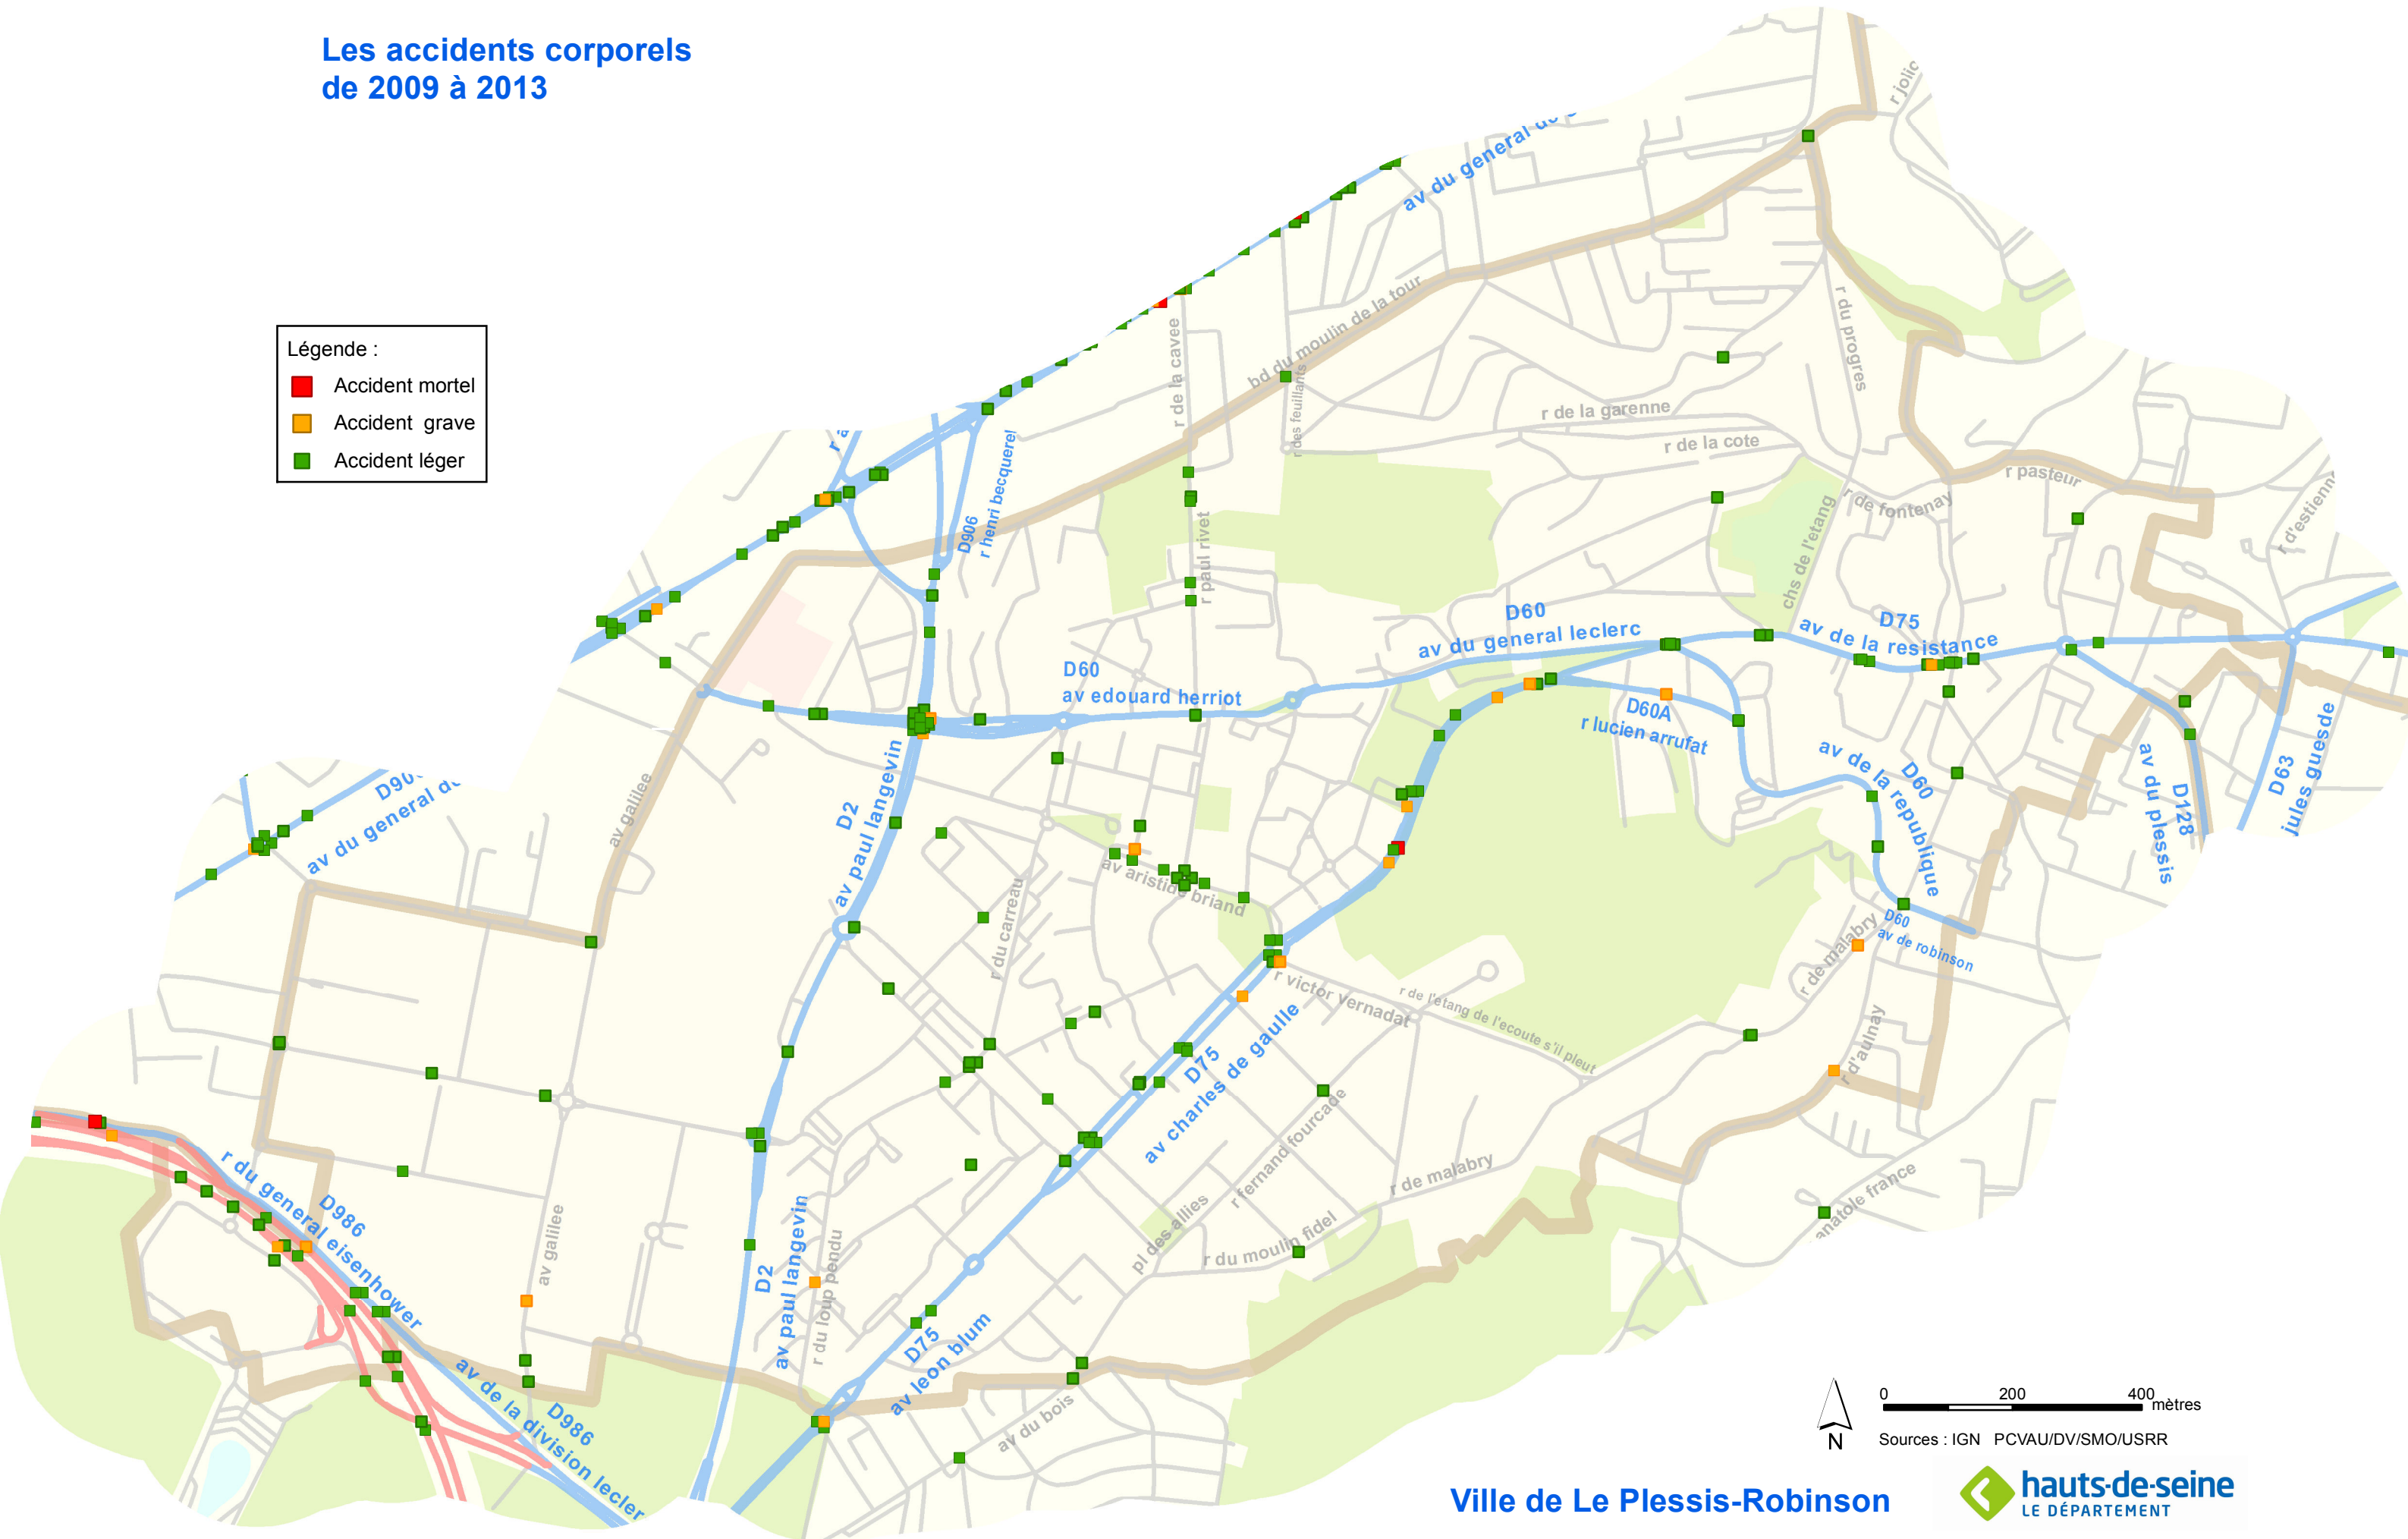 Les accidents corporels
de 2009 à 2013
Légende :
Accident mortel
Accident grave
Accident léger
av du general de
r jolic
bd du moulin de la tour
r de la cavee
r des feuillants
r du progres
r de la garenne
r de la cote
r pasteur
r de fontenay
r d'estienn
chs de l'etang
D906
r henri becquerel
r paul rivet
D60
av du general leclerc
D75
av de la resistance
D60
av edouard herriot
D60A
r lucien arrufat
av de la republique
D60
av du plessis
D128
D63
jules guesde
av du general de
av galilee
D2
av paul langevin
av aristide briand
r du carreau
D60
av de robinson
r de malabry
r victor vernadat
r de l'etang de l'ecoute s'il pleut
r d'aulnay
D75
av charles de gaulle
r fernand fourcade
r de malabry
anatole france
pl des allies
r du moulin fidel
r du general eisenhower
D986
av galilee
D2
av paul langevin
r du loup pendu
D75
av leon blum
av du bois
av de la division lecler
D986
0 200 400
mètres
N
Sources : IGN PCVAU/DV/SMO/USRR
Ville de Le Plessis-Robinson
hauts-de-seine
LE DÉPARTEMENT